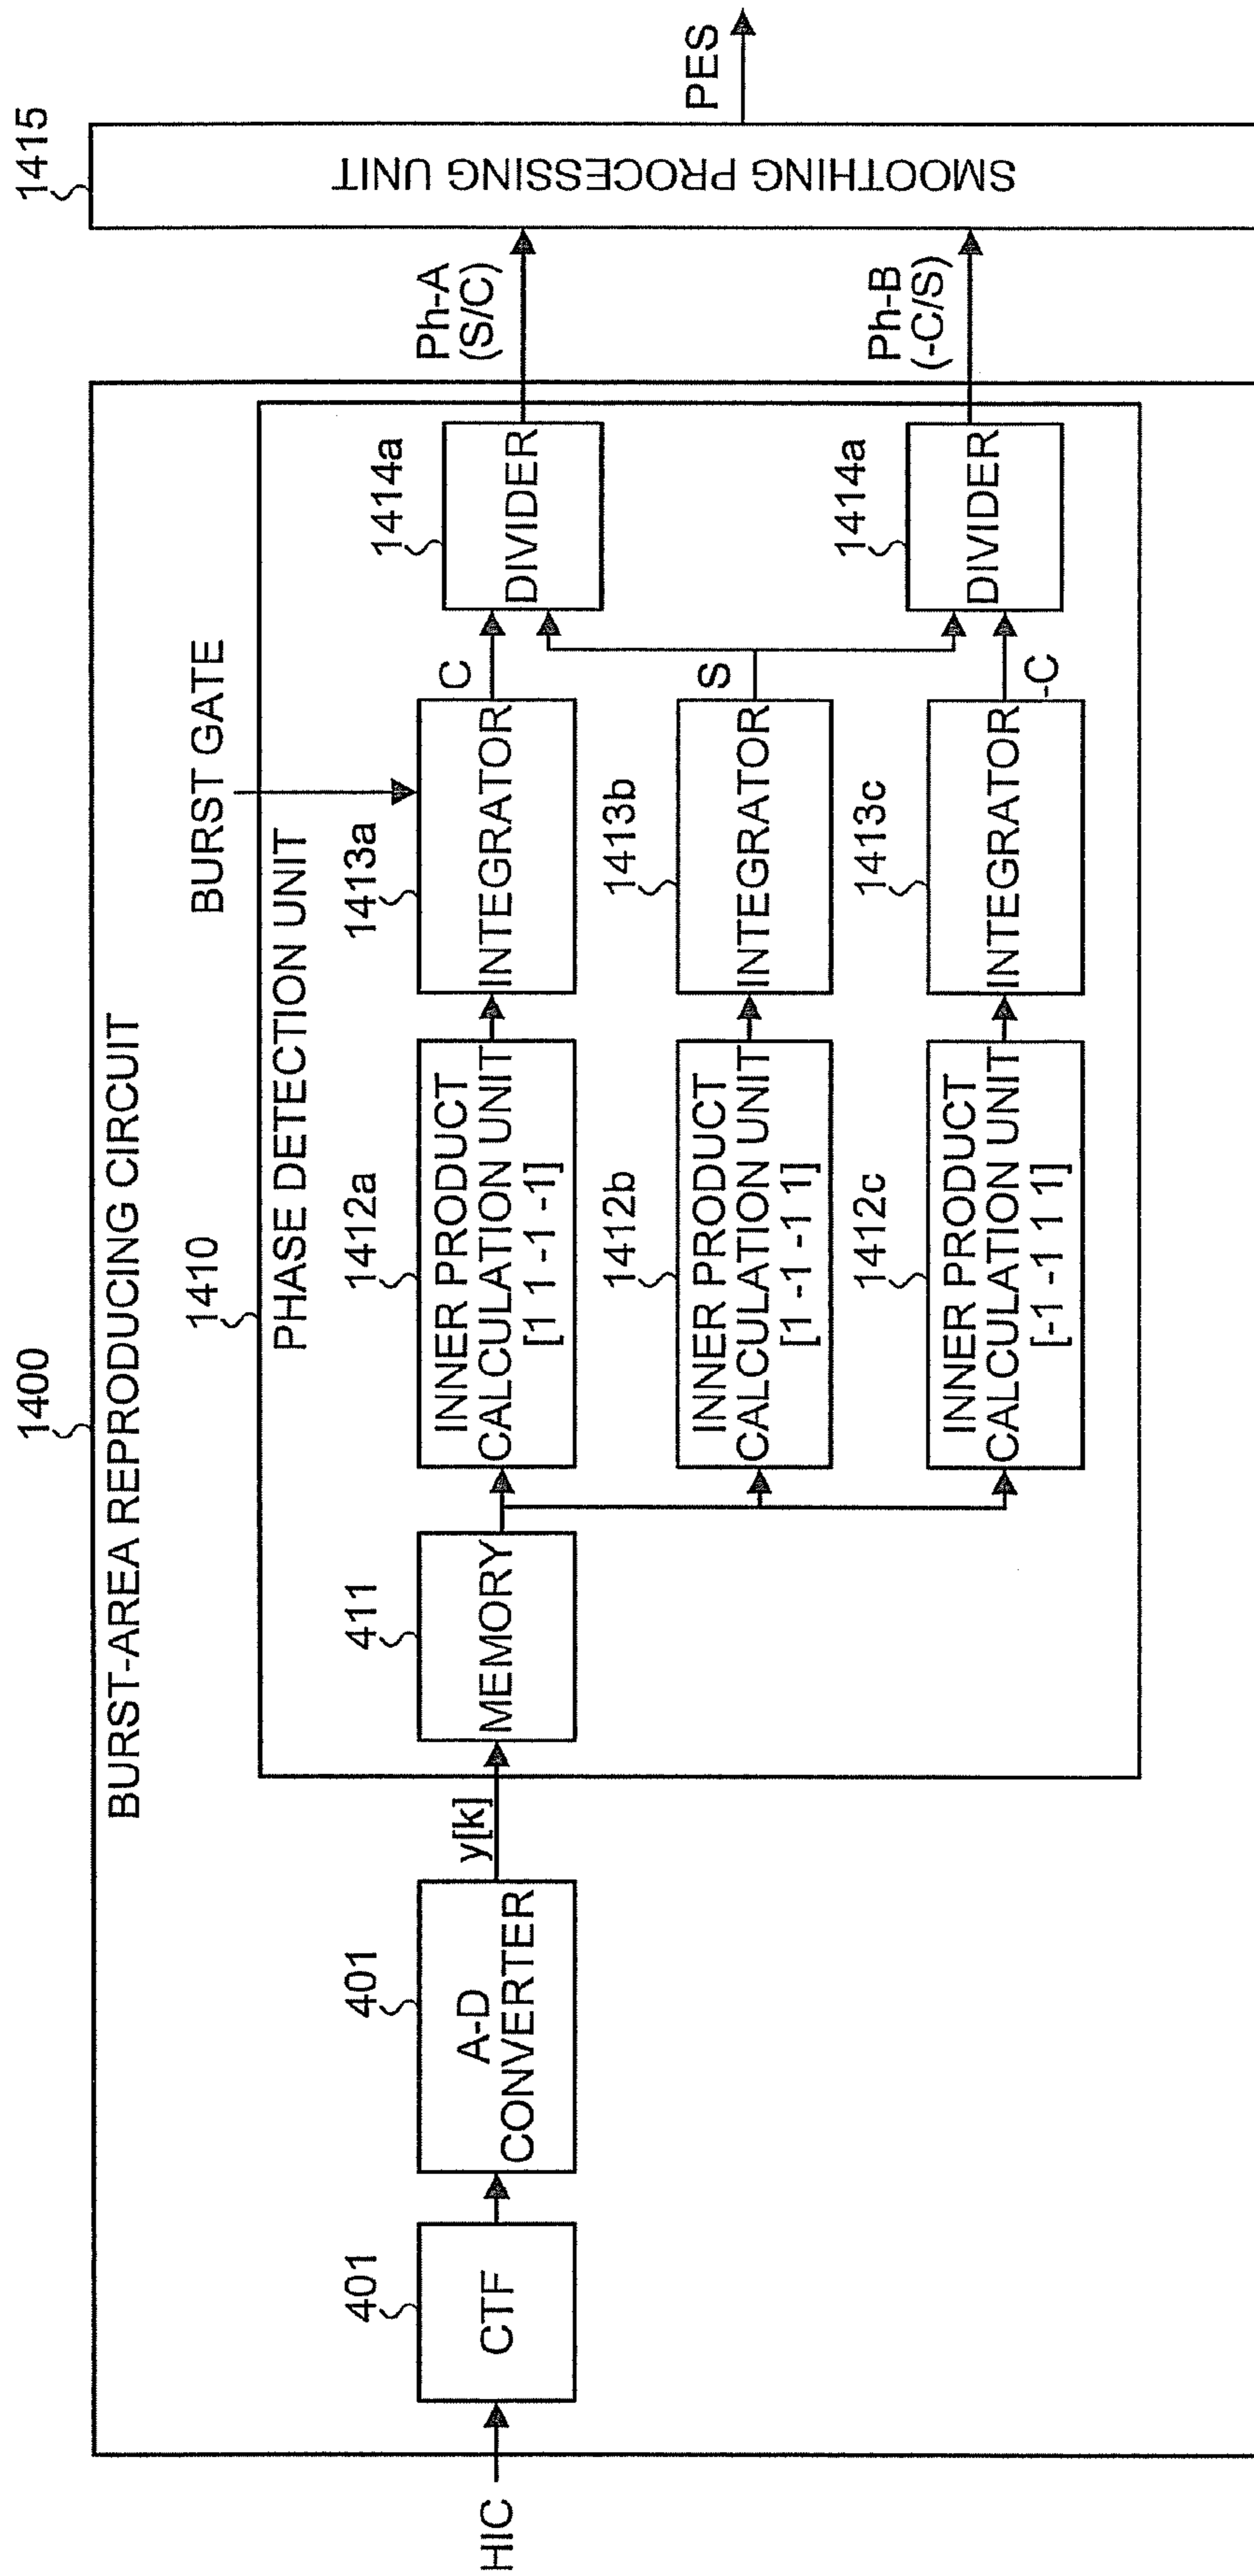 1400
BURST-AREA REPRODUCING CIRCUIT
1410
PHASE DETECTION UNIT
BURST GATE
HIC
401
CTF
401
A-D
CONVERTER
y[k]
411
MEMORY
1412a
INNER PRODUCT
CALCULATION UNIT
[1 1 -1 -1]
1413a
INTEGRATOR
C
1414a
DIVIDER
Ph-A
(S/C)
1412b
INNER PRODUCT
CALCULATION UNIT
[1 -1 -1 1]
1413b
INTEGRATOR
S
1412c
INNER PRODUCT
CALCULATION UNIT
[-1 -1 1 1]
1413c
INTEGRATOR
-C
1414a
DIVIDER
Ph-B
(-C/S)
1415
SMOOTHING PROCESSING UNIT
PES